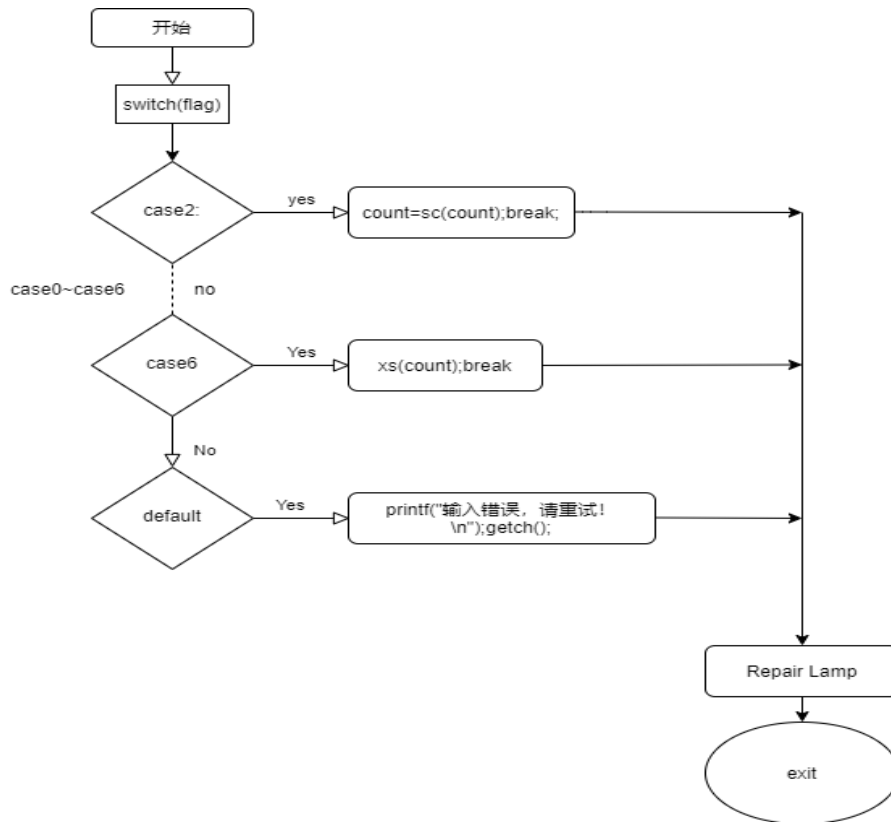 开始
switch(flag)
case2:
yes
count=sc(count);break;
case0~case6
no
case6
Yes
xs(count);break
No
default
Yes
printf("输入错误，请重试！
\n");getch();
Repair Lamp
exit